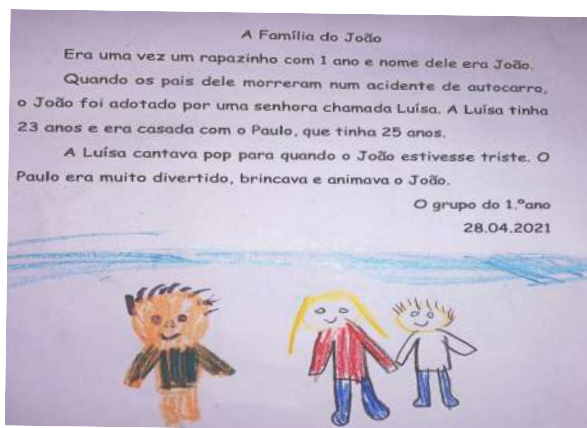 A Família do João
Era uma vez um rapazinho com 1 ano e nome dele era João.
Quando os pais dele morreram num acidente de autocarro,
o João foi adotado por uma senhora chamada Luísa. A Luísa tinha
23 anos e era casada com o Paulo, que tinha 25 anos.
A Luísa cantava pop para quando o João estivesse triste. O
Paulo era muito divertido, brincava e animava o João.
O grupo do 1.ºano
28.04.2021